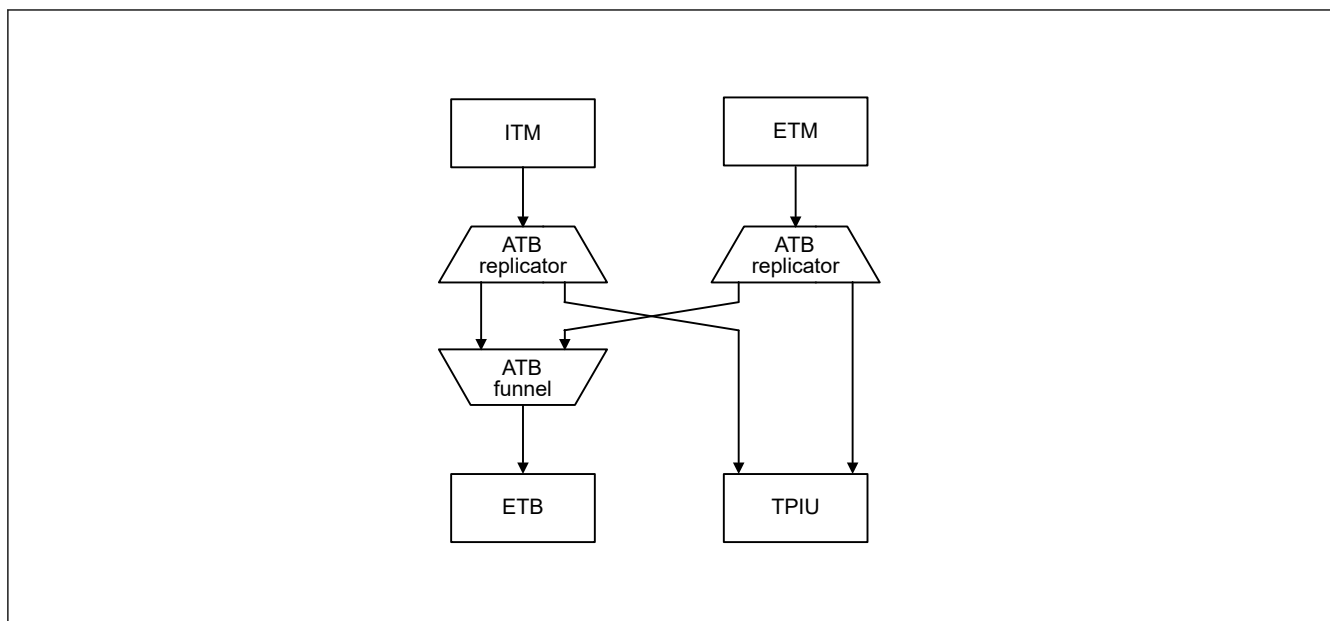 ITM
ETM
ATB
replicator
ATB
replicator
ATB
funnel
ETB
TPIU